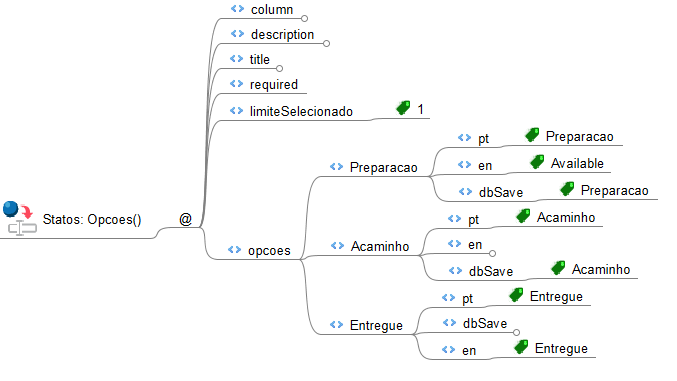 Statos: Opcoes()
@
column
description
title
required
limiteSelecionado
1
opcoes
Preparacao
pt
Preparacao
en
Available
dbSave
Preparacao
Acaminho
pt
Acaminho
en
dbSave
Acaminho
Entregue
pt
Entregue
dbSave
en
Entregue